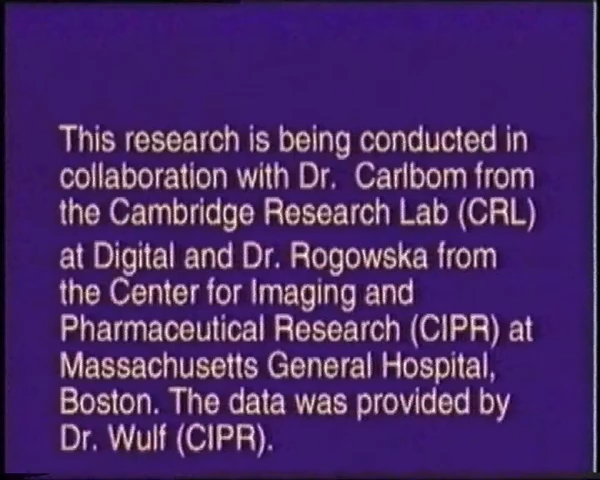 This research is being conducted in
collaboration with Dr. Carlbom from
the Cambridge Research Lab (CRL)
at Digital and Dr. Rogowska from
the Center for Imaging and
Pharmaceutical Research (CIPR) at
Massachusetts General Hospital,
Boston. The data was provided by
Dr. Wulf (CIPR).